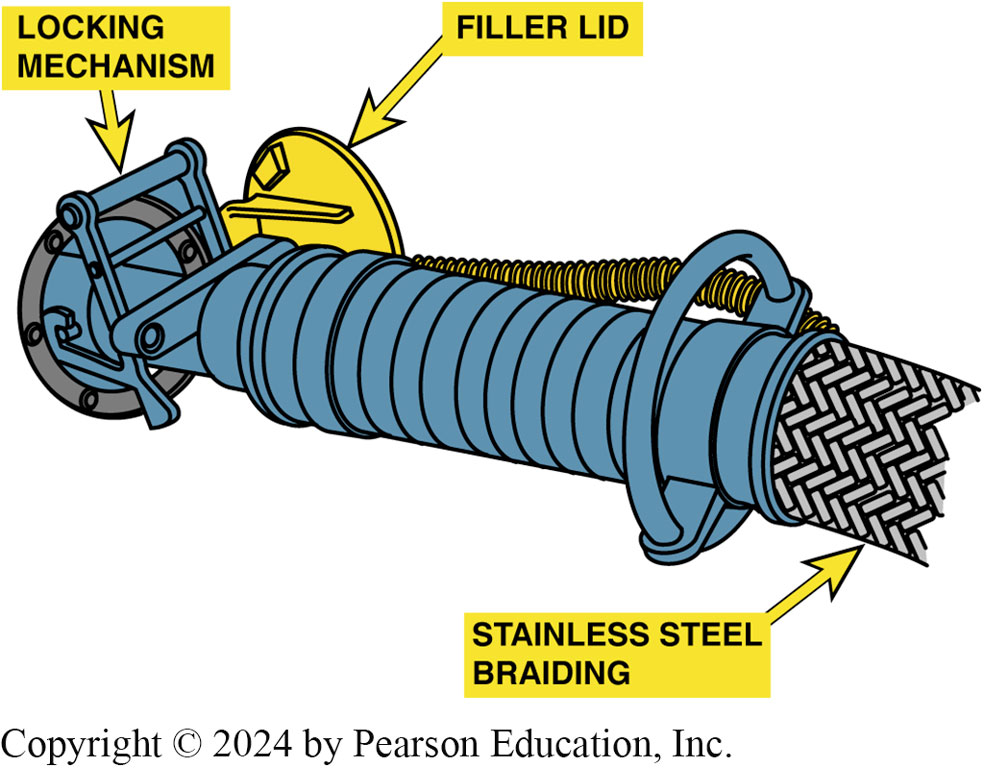 LOCKING
MECHANISM
FILLER LID
STAINLESS STEEL
BRAIDING
Copyright © 2024 by Pearson Education, Inc.